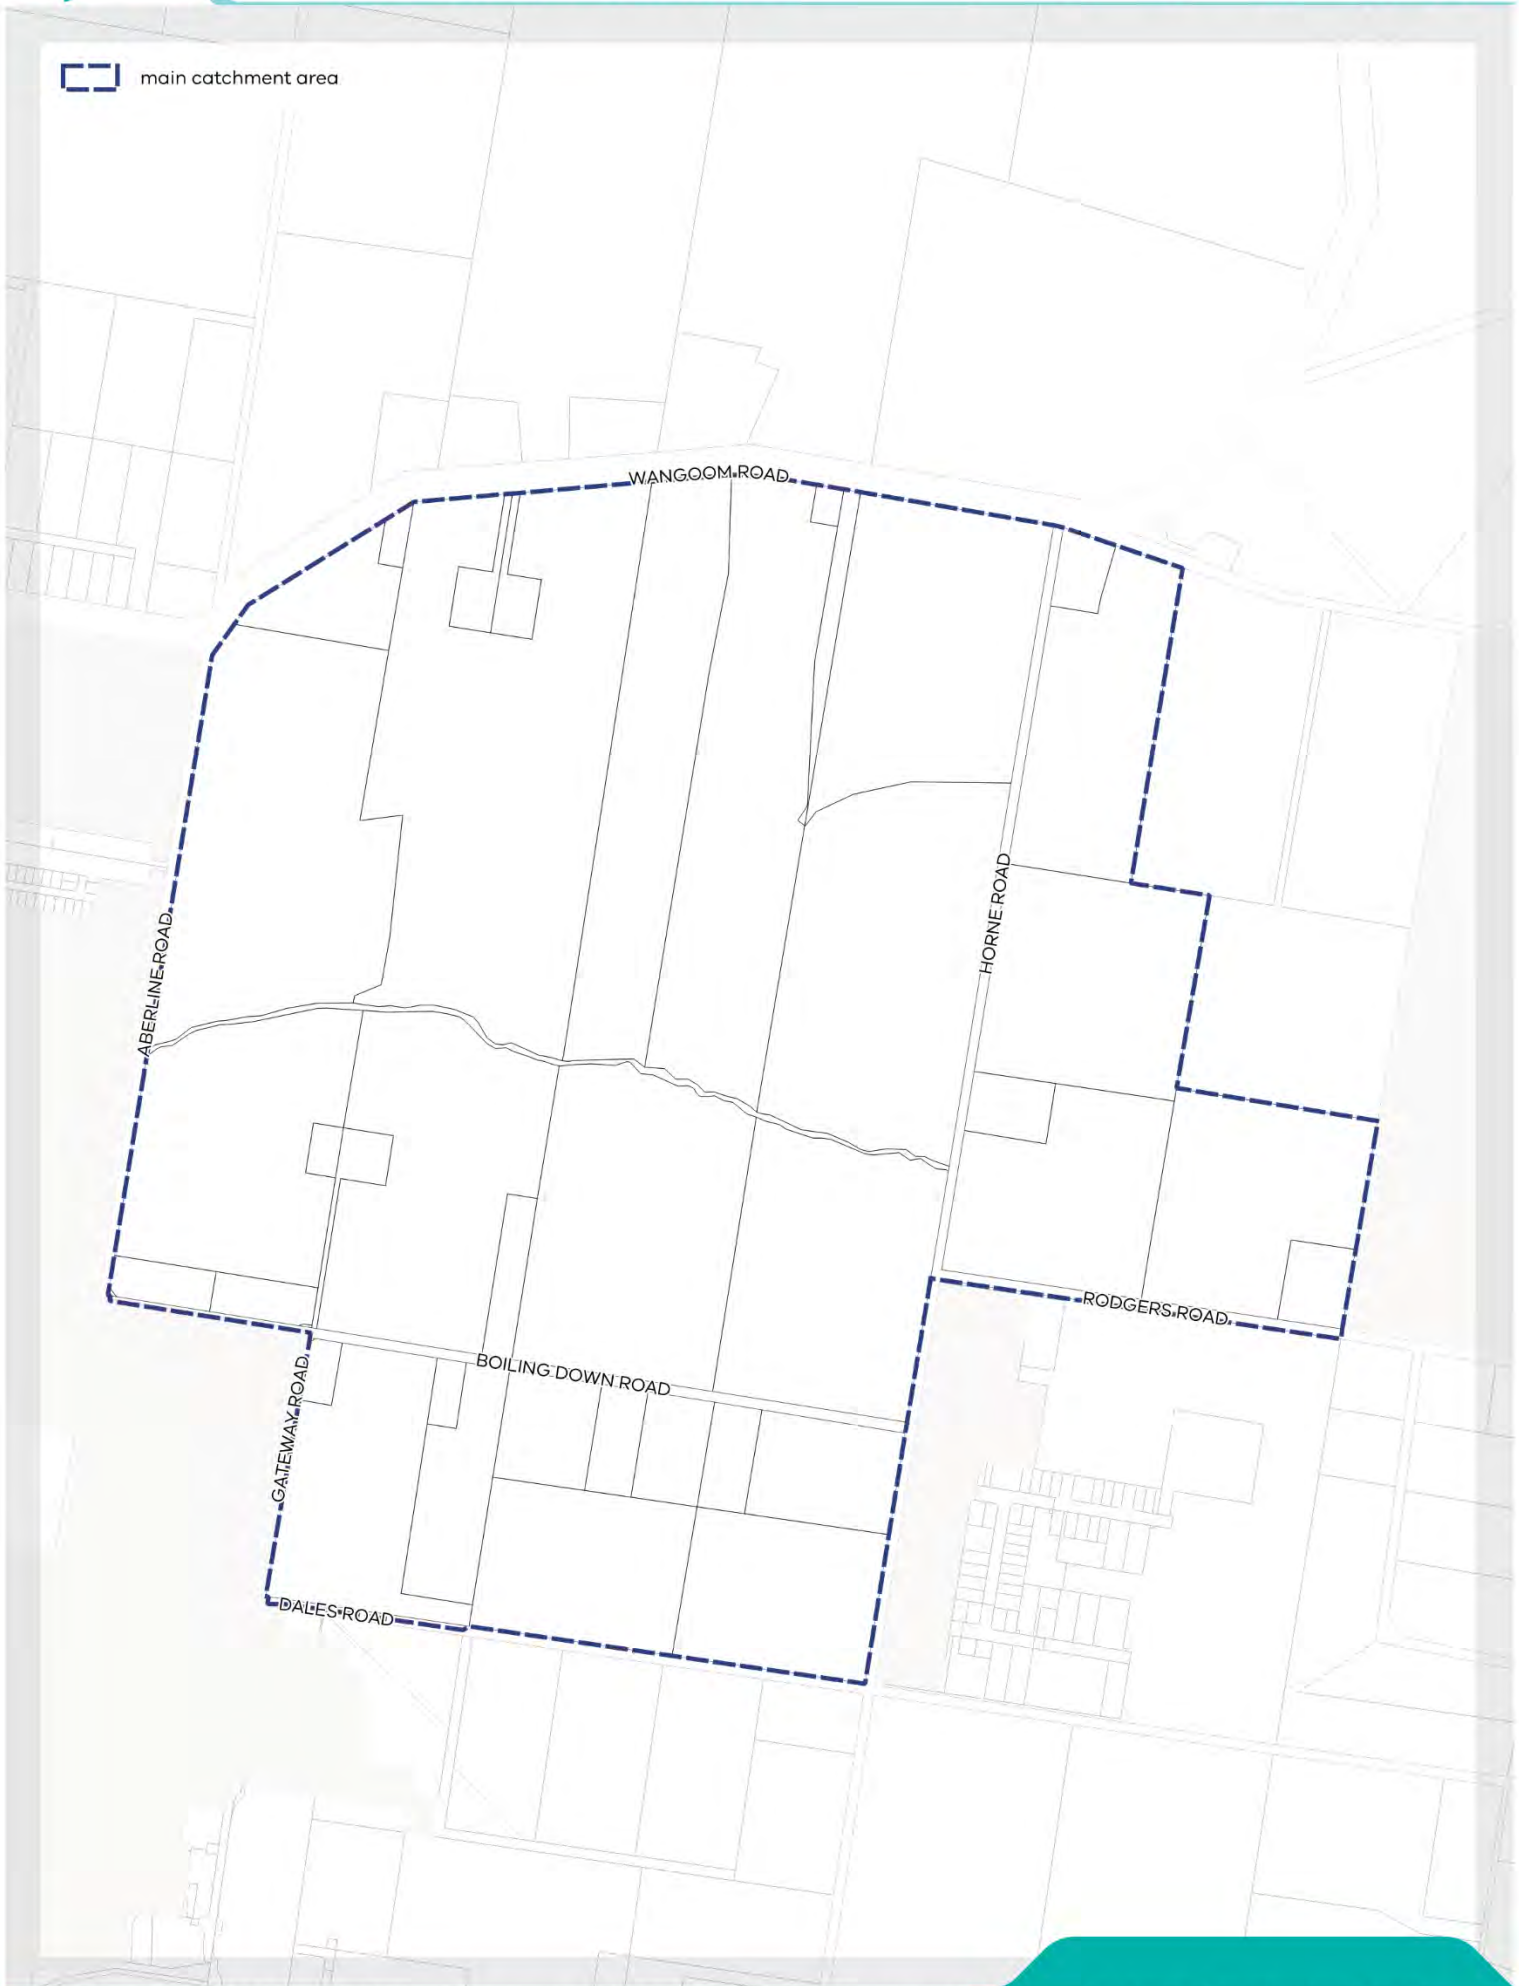 main catchment area
WANGOOM ROAD
HORNE ROAD
ABERLINE ROAD
RODGERS ROAD
BOILING DOWN ROAD
GATEWAY ROAD
DALES ROAD